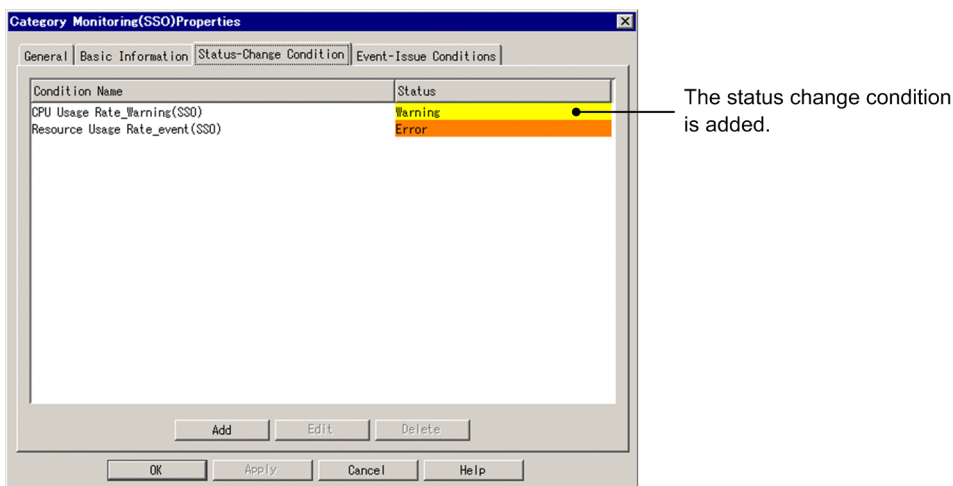 Category Monitoring(SSO)Properties
General Basic Information Status-Change Condition Event-Issue Conditions
Condition Name Status
CPU Usage Rate_Warning(SSO) Warning
Resource Usage Rate_event(SSO) Error
The status change condition
is added.
Add Edit Delete
OK Apply Cancel Help